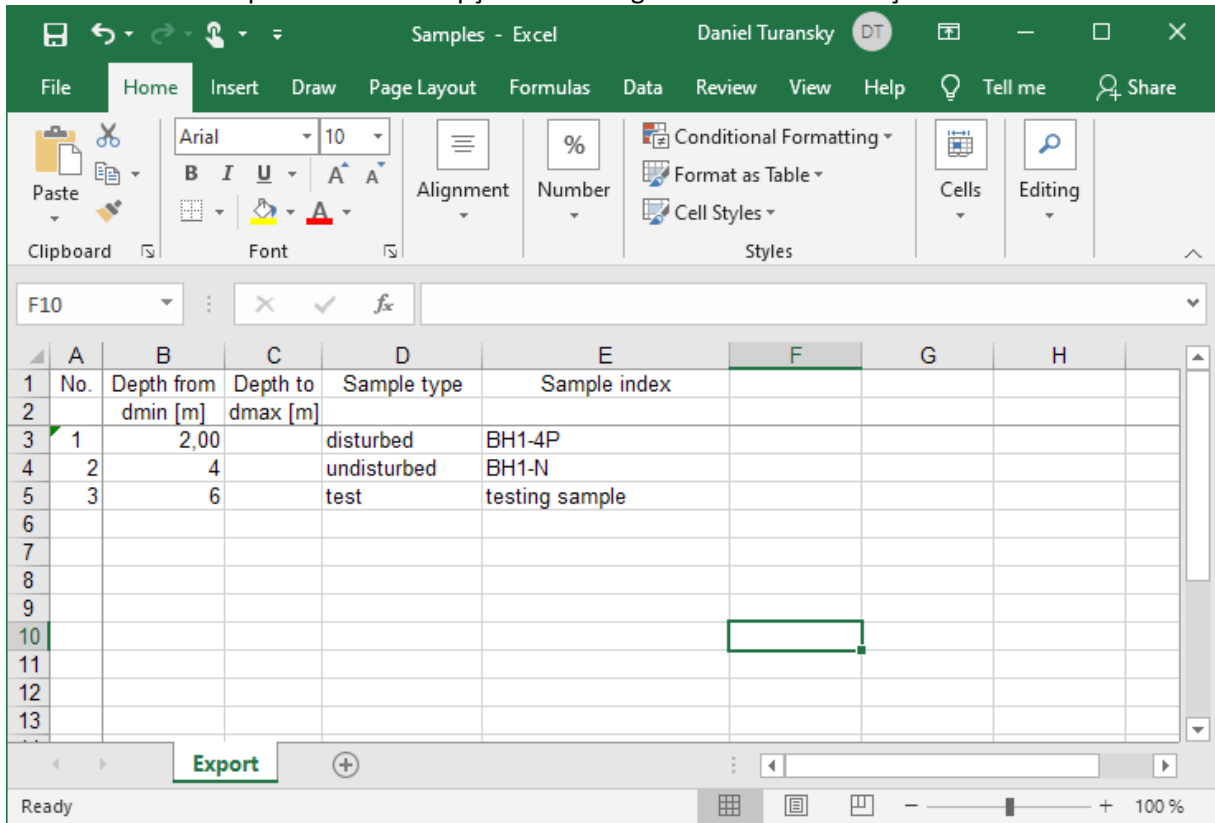 Samples - Excel Daniel Turansky DT
File Home Insert Draw Page Layout Formulas Data Review View Help Tell me Share
Arial 10
B I U A A
Paste Alignment Number Conditional Formatting Format as Table Cell Styles Cells Editing
A
%
Clipboard Font Styles
F10 fx
A B C D E F G H
1 No. Depth from Depth to Sample type Sample index
2 dmin [m] dmax [m]
3 1 2,00 disturbed BH1-4P
4 2 4 undisturbed BH1-N
5 3 6 test testing sample
6
7
8
9
10
11
12
13
Export
Ready 100 %